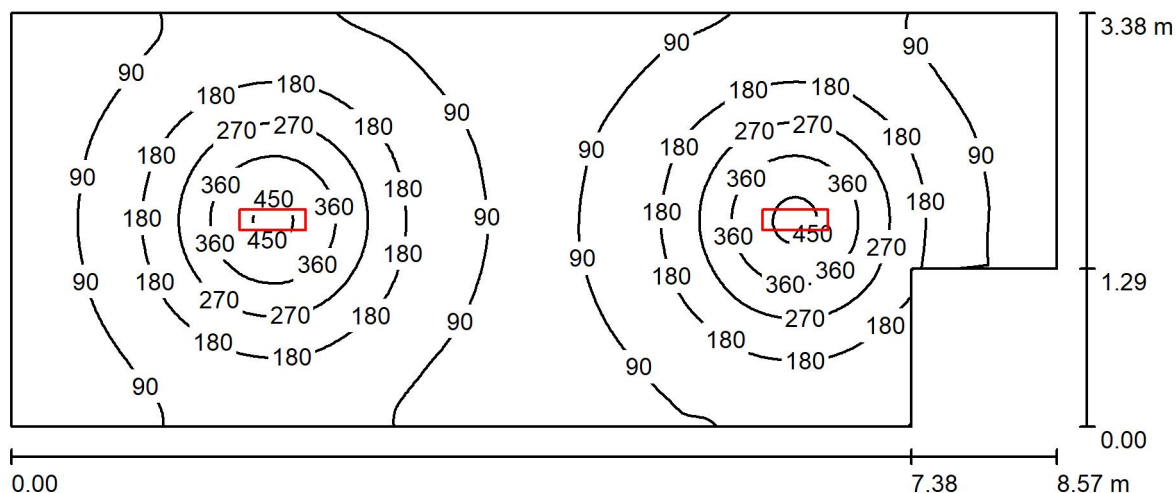 90 90 3.38 m
90 90
180 180 180 180
90 180 180 90 180 180
270 270 270 270
180 180 180 180
90 360 360 90
450 360 360 360 180
180 180 90 90 180
360 450 360 450 270
90 180 360 180 90 180 360 360 1.29
270 270 270
180 180 90 180 180
180 180 180 180
90 90
0.00
0.00 7.38 8.57 m